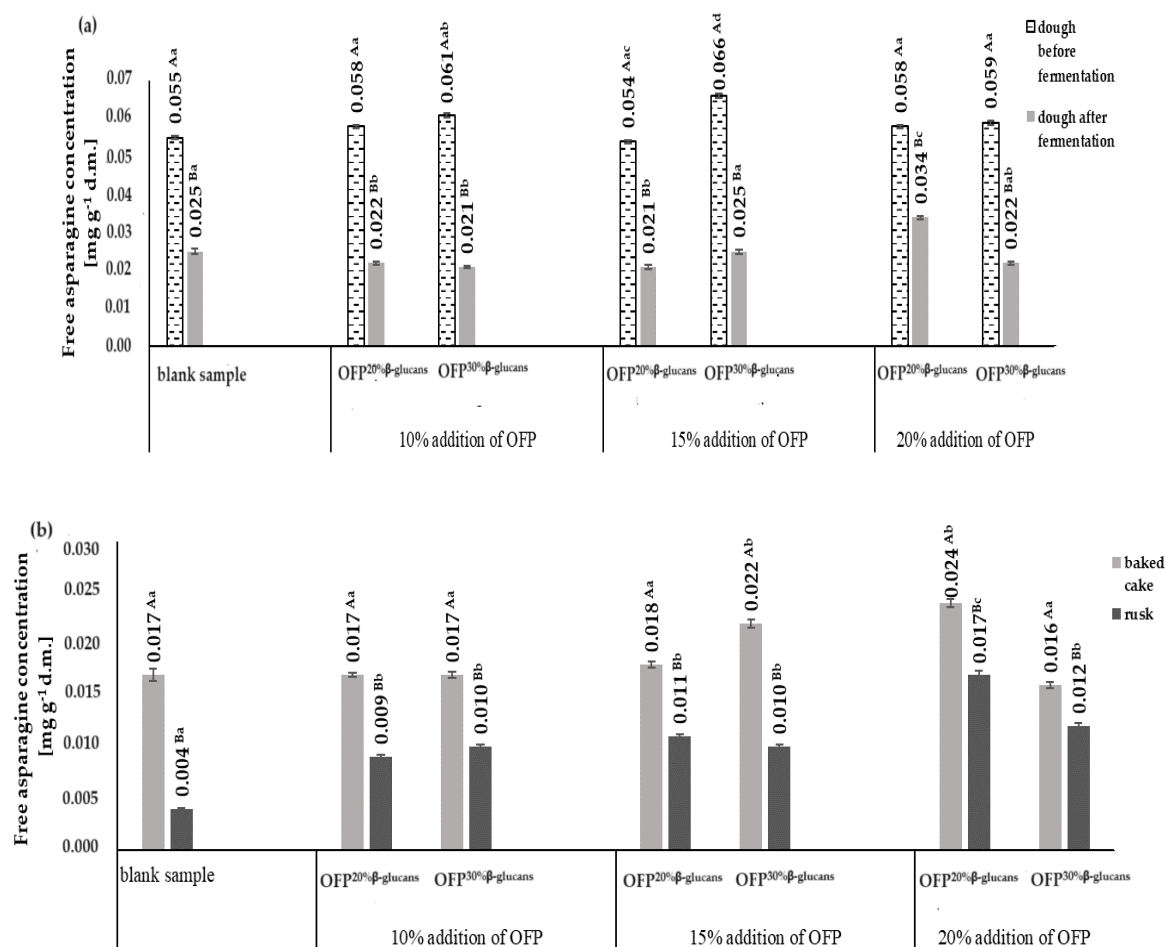 (a)
Free asparagine concentration
[mg g⁻¹ d.m.]
0.07
0.06
0.05
0.04
0.03
0.02
0.01
0.00
0.055 Aa
0.025 Ba
0.058 Aa
0.022 Bb
0.061 Aab
0.021 Bb
0.054 Aac
0.021 Bb
0.066 Ad
0.025 Ba
0.058 Aa
0.034 Bc
0.059 Aa
0.022 Bab
dough
before
fermentation
dough after
fermentation
blank sample
OFP20%β-glucans OFP30%β-glucans OFP20%β-glucans OFP30%β-glucans OFP20%β-glucans OFP30%β-glucans
10% addition of OFP 15% addition of OFP 20% addition of OFP
(b)
Free asparagine concentration
[mg g⁻¹ d.m.]
0.030
0.025
0.020
0.015
0.010
0.005
0.000
0.017 Aa
0.004 Ba
0.017 Aa
0.009 Bb
0.017 Aa
0.010 Bb
0.018 Aa
0.011 Bb
0.022 Ab
0.010 Bb
0.024 Ab
0.017Bc
0.016 Aa
0.012 Bb
baked
cake
rusk
blank sample
OFP20%β-glucans OFP30%β-glucans OFP20%β-glucans OFP30%β-glucans OFP20%β-glucans OFP30%β-glucans
10% addition of OFP 15% addition of OFP 20% addition of OFP